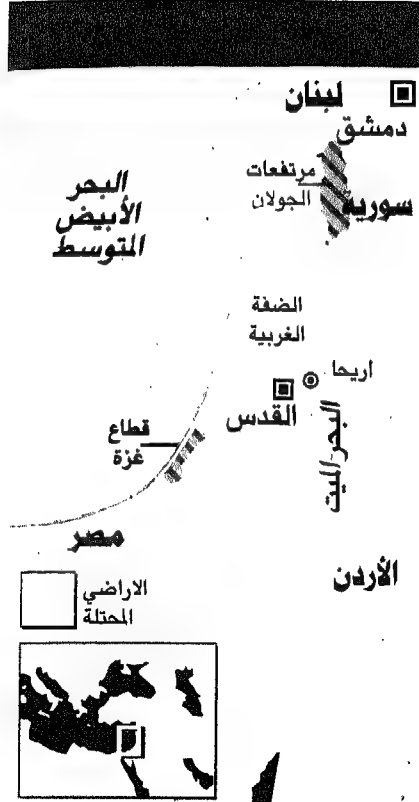 لبنان
دمشق
مرتفعات
الجولان
سورية
البحر
الأبيض
المتوسط
الضفة
الغربية
اريحا
القدس
البحر الميت
قطاع
غزة
مصر
الأردن
الاراضي
المحتلة